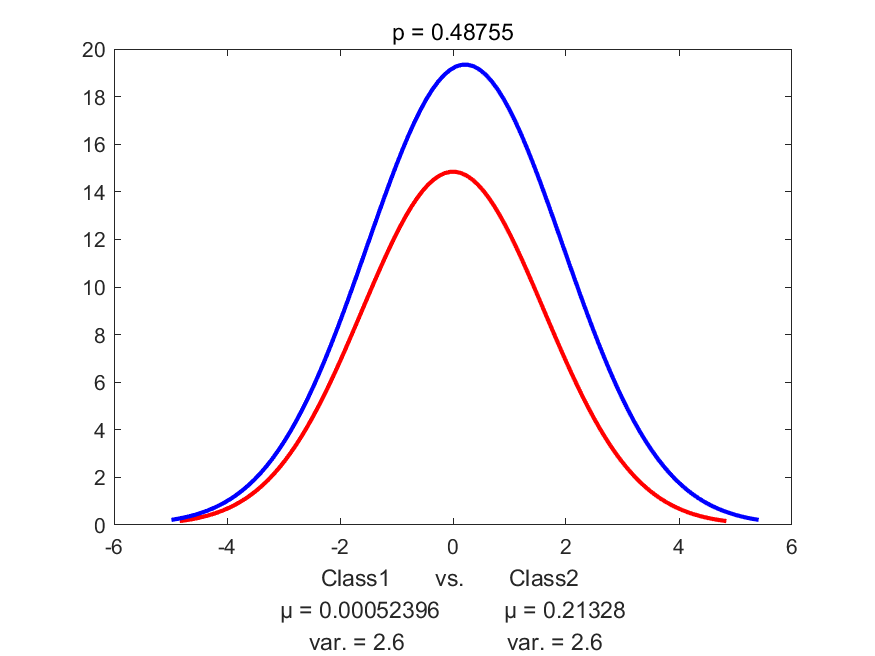 p = 0.48755
20
18
16
14
12
10
8
6
4
2
0
-6 -4 -2 0 2 4 6
Class1 vs. Class2
μ = 0.00052396 μ = 0.21328
var. = 2.6 var. = 2.6